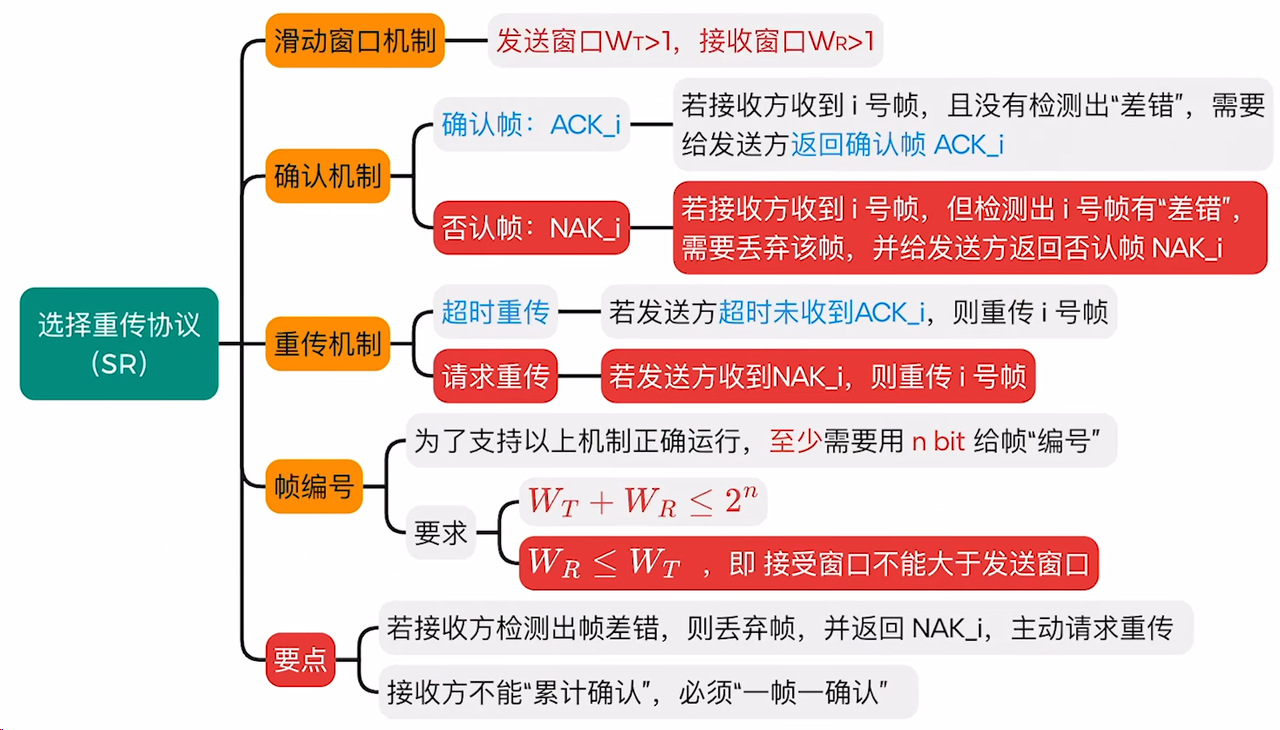 选择重传协议
（SR）
滑动窗口机制
发送窗口WT>1，接收窗口WR>1
确认机制
确认帧：ACK_i
若接收方收到 i 号帧，且没有检测出“差错”，需要
给发送方返回确认帧 ACK_i
否认帧：NAK_i
若接收方收到 i 号帧，但检测出 i 号帧有“差错”，
需要丢弃该帧，并给发送方返回否认帧 NAK_i
重传机制
超时重传
若发送方超时未收到ACK_i，则重传 i 号帧
请求重传
若发送方收到NAK_i，则重传 i 号帧
帧编号
为了支持以上机制正确运行，至少需要用 n bit 给帧“编号”
要求
W_T + W_R ≤ 2^n
W_R ≤ W_T ，即 接受窗口不能大于发送窗口
要点
若接收方检测出帧差错，则丢弃帧，并返回 NAK_i，主动请求重传
接收方不能“累计确认”，必须“一帧一确认”